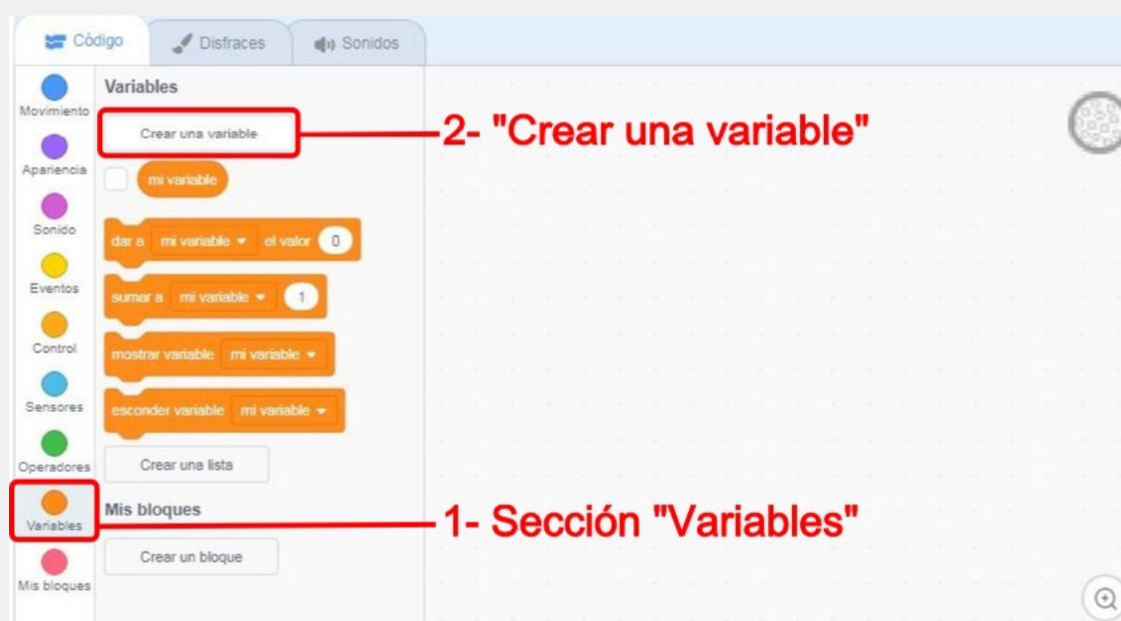 Código
Disfraces
Sonidos
Movimiento
Apariencia
Sonido
Eventos
Control
Sensores
Operadores
Variables
Mis bloques
Variables
Crear una variable
2- "Crear una variable"
mi variable
dar a mi variable el valor 0
sumar a mi variable 1
mostrar variable mi variable
esconder variable mi variable
Crear una lista
Mis bloques
1- Sección "Variables"
Crear un bloque